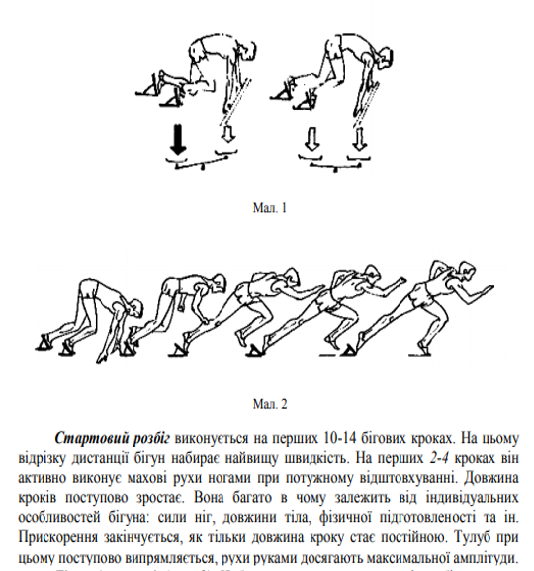 Мал. 1
Мал. 2
Стартовий розбіг виконується на перших 10-14 бігових кроках. На цьому
відрізку дистанції бігун набирає найвищу швидкість. На перших 2-4 кроках він
активно виконує махові рухи ногами при потужному відштовхуванні. Довжина
кроків поступово зростає. Вона багато в чому залежить від індивідуальних
особливостей бігуна: сили ніг, довжини тіла, фізичної підготовленості та ін.
Прискорення закінчується, як тільки довжина кроку стає постійною. Тулуб при
цьому поступово випрямляється, рухи руками досягають максимальної амплітуди.